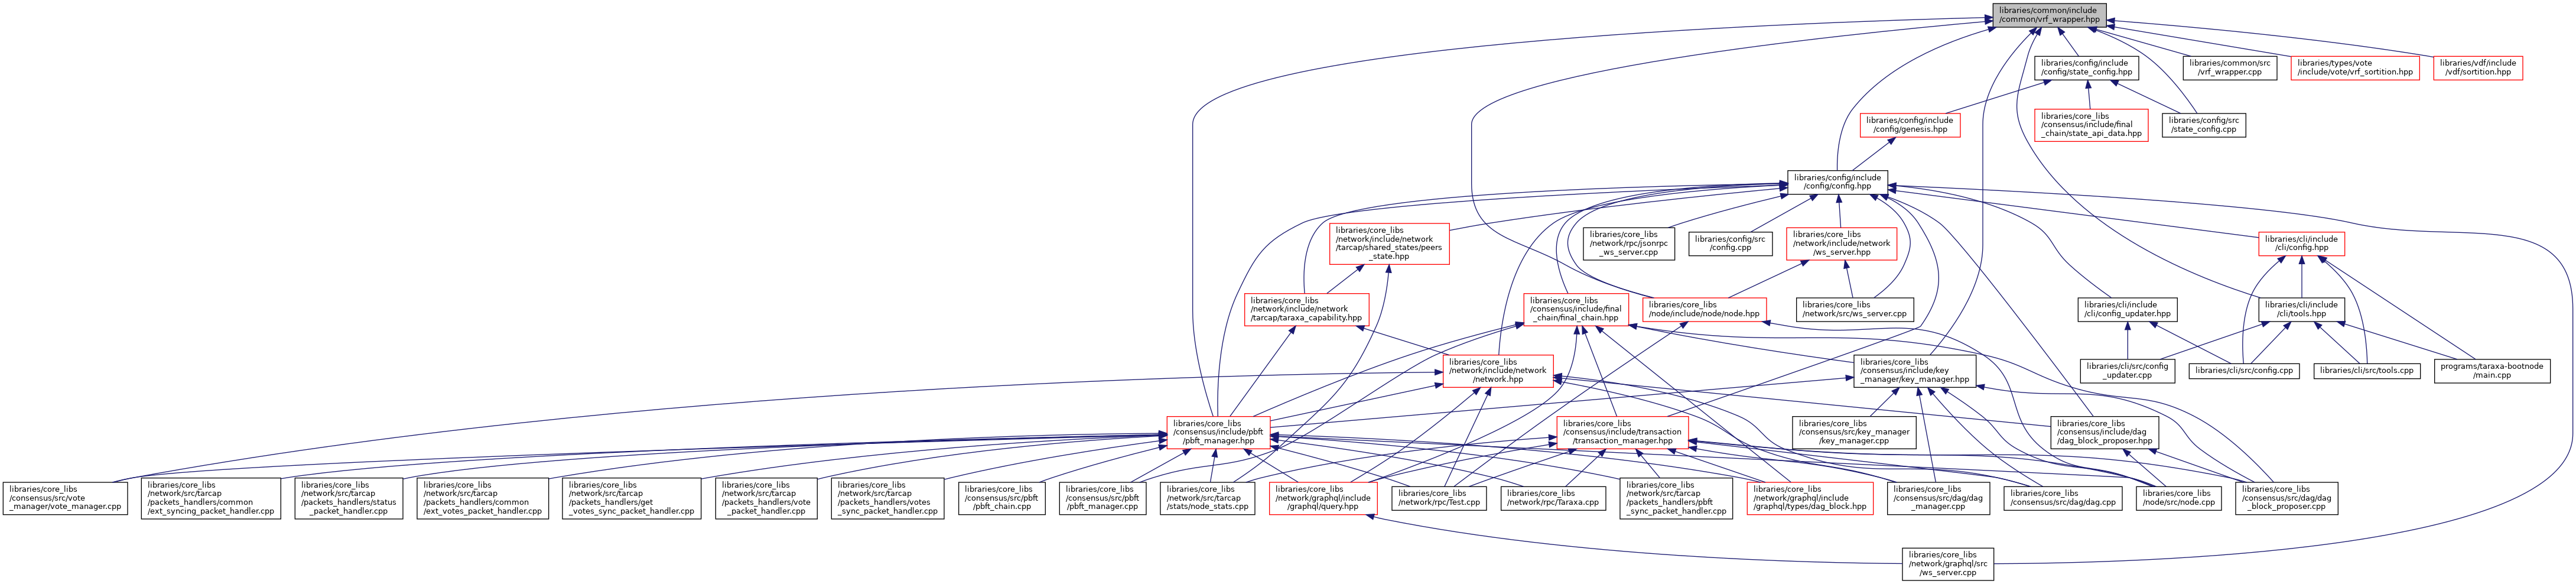 libraries/common/include
/common/vrf_wrapper.hpp
libraries/config/include
/config/state_config.hpp
libraries/common/src
/vrf_wrapper.cpp
libraries/types/vote
/include/vote/vrf_sortition.hpp
libraries/vdf/include
/vdf/sortition.hpp
libraries/config/include
/config/genesis.hpp
libraries/core_libs
/consensus/include/final
_chain/state_api_data.hpp
libraries/config/src
/state_config.cpp
libraries/config/include
/config/config.hpp
libraries/core_libs
/network/include/network
/tarcap/shared_states/peers
_state.hpp
libraries/core_libs
/network/rpc/jsonrpc
_ws_server.cpp
libraries/config/src
/config.cpp
libraries/core_libs
/network/include/network
/ws_server.hpp
libraries/cli/include
/cli/config.hpp
libraries/core_libs
/network/include/network
/tarcap/taraxa_capability.hpp
libraries/core_libs
/consensus/include/final
_chain/final_chain.hpp
libraries/core_libs
/node/include/node/node.hpp
libraries/core_libs
/network/src/ws_server.cpp
libraries/cli/include
/cli/config_updater.hpp
libraries/cli/include
/cli/tools.hpp
libraries/core_libs
/network/include/network
/network.hpp
libraries/core_libs
/consensus/include/key
_manager/key_manager.hpp
libraries/cli/src/config
_updater.cpp
libraries/cli/src/config.cpp
libraries/cli/src/tools.cpp
programs/taraxa-bootnode
/main.cpp
libraries/core_libs
/consensus/include/pbft
/pbft_manager.hpp
libraries/core_libs
/consensus/include/transaction
/transaction_manager.hpp
libraries/core_libs
/consensus/src/key_manager
/key_manager.cpp
libraries/core_libs
/consensus/include/dag
/dag_block_proposer.hpp
libraries/core_libs
/consensus/src/vote
_manager/vote_manager.cpp
libraries/core_libs
/network/src/tarcap
/packets_handlers/common
/ext_syncing_packet_handler.cpp
libraries/core_libs
/network/src/tarcap
/packets_handlers/status
_packet_handler.cpp
libraries/core_libs
/network/src/tarcap
/packets_handlers/common
/ext_votes_packet_handler.cpp
libraries/core_libs
/network/src/tarcap
/packets_handlers/get
_votes_sync_packet_handler.cpp
libraries/core_libs
/network/src/tarcap
/packets_handlers/vote
_packet_handler.cpp
libraries/core_libs
/network/src/tarcap
/packets_handlers/votes
_sync_packet_handler.cpp
libraries/core_libs
/consensus/src/pbft
/pbft_chain.cpp
libraries/core_libs
/consensus/src/pbft
/pbft_manager.cpp
libraries/core_libs
/network/src/tarcap
/stats/node_stats.cpp
libraries/core_libs
/network/graphql/include
/graphql/query.hpp
libraries/core_libs
/network/rpc/Test.cpp
libraries/core_libs
/network/rpc/Taraxa.cpp
libraries/core_libs
/network/src/tarcap
/packets_handlers/pbft
_sync_packet_handler.cpp
libraries/core_libs
/network/graphql/include
/graphql/types/dag_block.hpp
libraries/core_libs
/consensus/src/dag/dag
_manager.cpp
libraries/core_libs
/consensus/src/dag/dag.cpp
libraries/core_libs
/node/src/node.cpp
libraries/core_libs
/consensus/src/dag/dag
_block_proposer.cpp
libraries/core_libs
/network/graphql/src
/ws_server.cpp